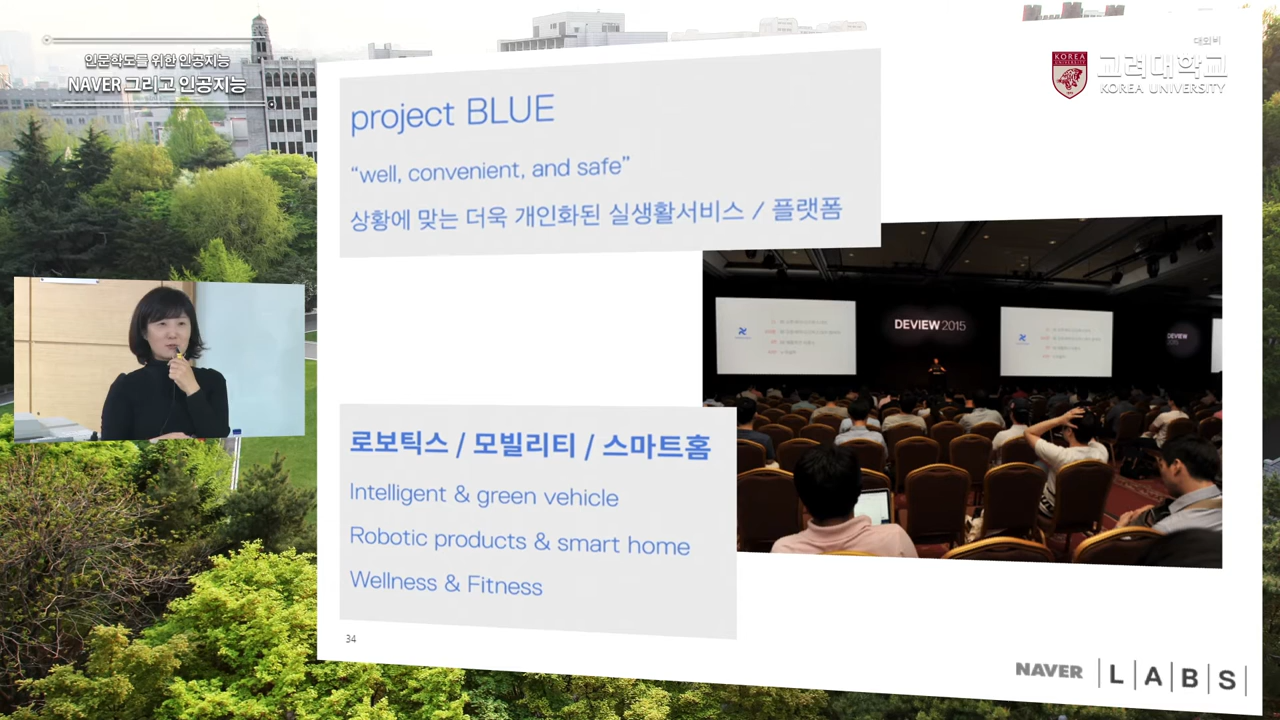 인문학도를 위한 인공지능
NAVER 그리고 인공지능
대외비
KOREA
고려대학교
KOREA UNIVERSITY
project BLUE
“well, convenient, and safe”
상황에 맞는 더욱 개인화된 실생활서비스 / 플랫폼
DEVIEW 2015
로보틱스 / 모빌리티 / 스마트홈
Intelligent & green vehicle
Robotic products & smart home
Wellness & Fitness
34
NAVER | L | A | B | S |